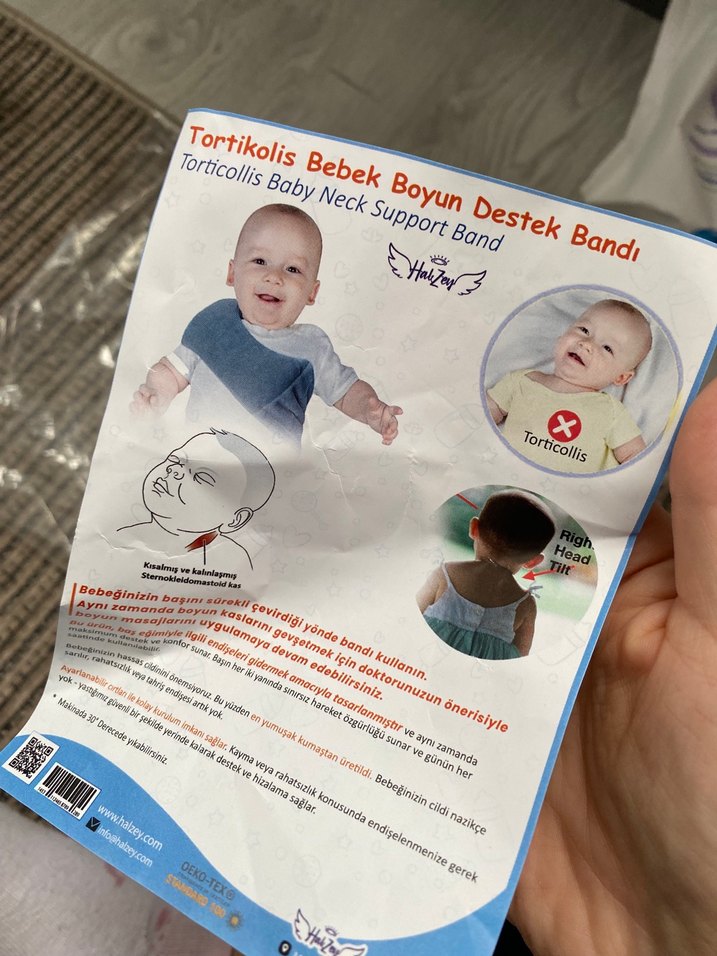 Tortikolis Bebek Boyun Destek Bandı
Torticollis Baby Neck Support Band
HalZey
Torticollis
Right
Head
Tilt
Kısalmış ve kalınlaşmış
Sternokleidomastoid kas
Bebeğinizin başını sürekli çevirdiği yönde bandı kullanın.
Aynı zamanda boyun kaslarını gevşetmek için doktorunuzun önerisiyle
boyun masajlarını uygulamaya devam edebilirsiniz.
Bu ürün, baş eğimiyle ilgili endişeleri gidermek amacıyla tasarlanmıştır ve aynı zamanda
maksimum destek ve konfor sunar. Başın her iki yanında sınırsız hareket özgürlüğü sunar ve günün her
saatinde kullanılabilir.
Bebeğinizin hassas cildini önemsiyoruz. Bu yüzden en yumuşak kumaştan üretildi. Bebeğinizin cildi nazikçe
sarılır, rahatsızlık veya tahriş endişesi artık yok.
Ayarlanabilir cırtları ile kolay kurulum imkanı sağlar. Kayma veya rahatsızlık konusunda endişelenmenize gerek
yok - yastığımız güvenli bir şekilde yerinde kalarak destek ve hizalama sağlar.
* Makinada 30° Derecede yıkabilirsiniz.
www.halzey.com
info@halzey.com
OEKO-TEX
STANDARD 100
HalZey